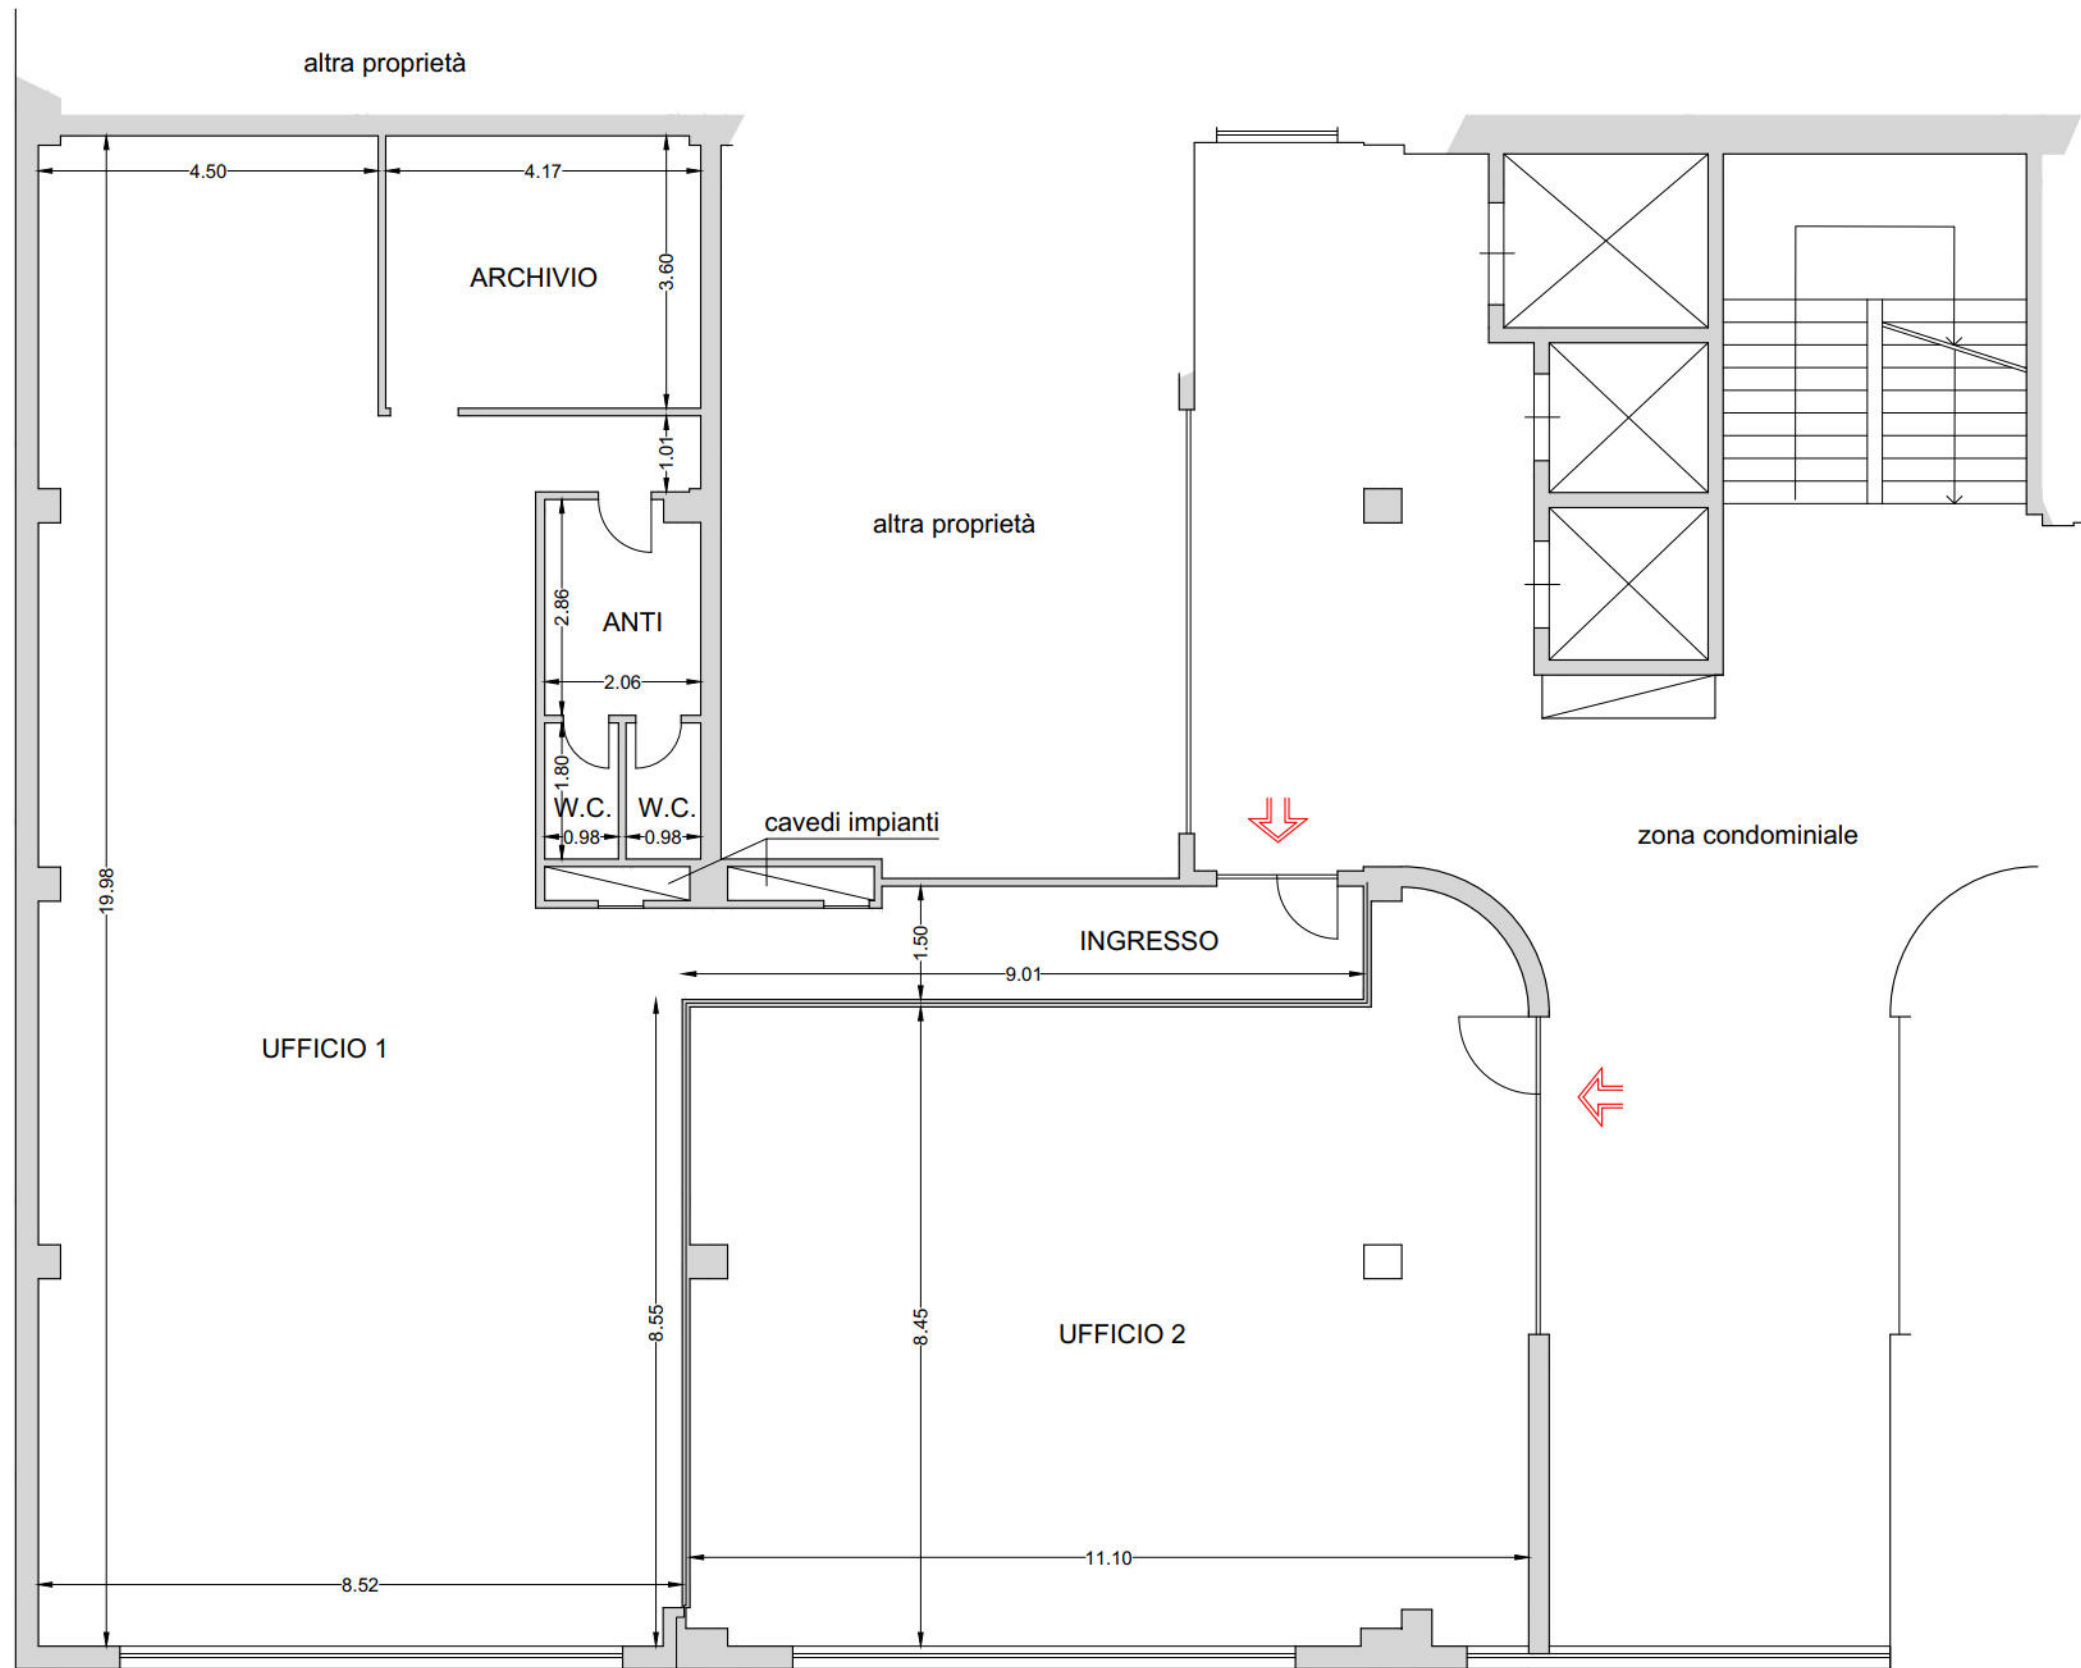 altra proprietà
4.50
4.17
3.60
ARCHIVIO
1.01
altra proprietà
2.86
ANTI
2.06
1.80
W.C.
W.C.
0.98
0.98
cavedi impianti
zona condominiale
19.98
1.50
INGRESSO
9.01
UFFICIO 1
8.55
8.45
UFFICIO 2
11.10
8.52